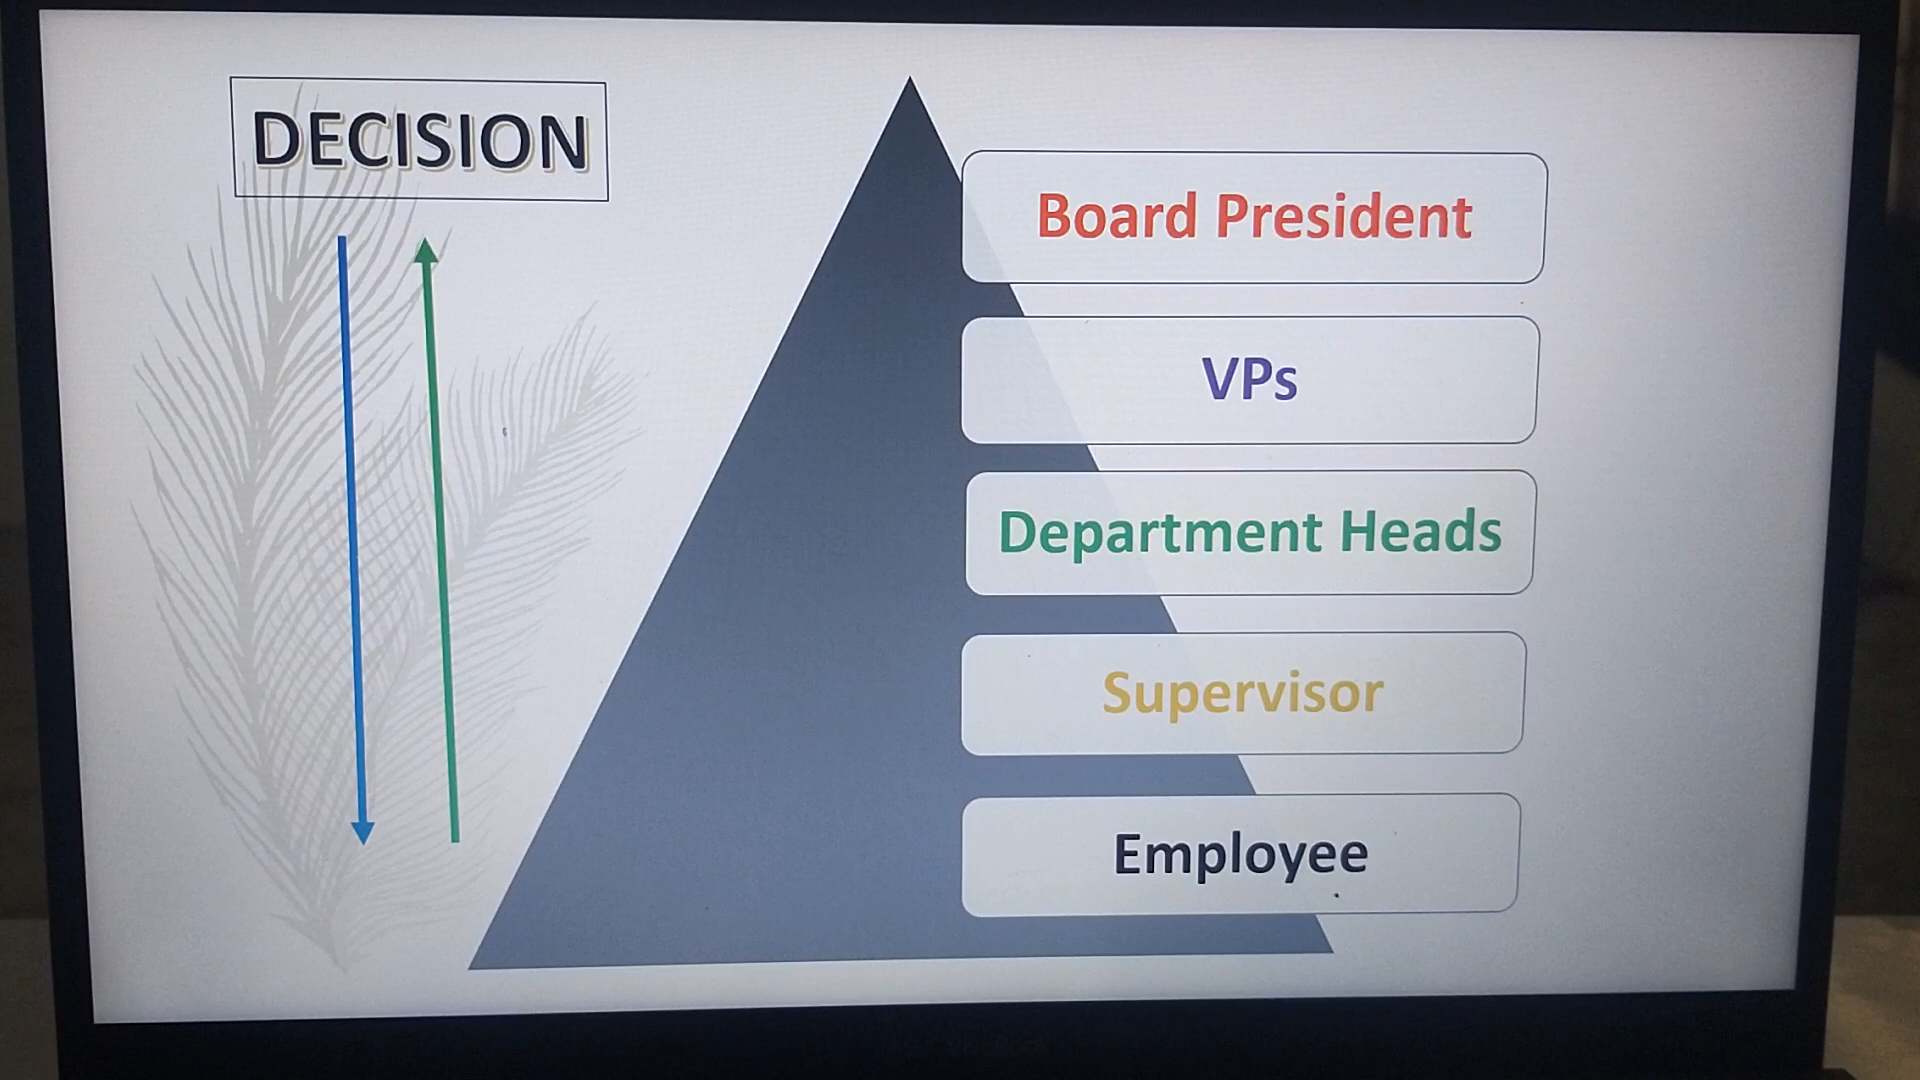 DECISION
Board President
VPs
Department Heads
Supervisor
Employee